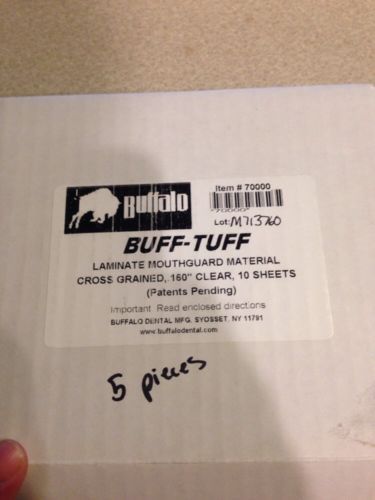 Buffalo
Item # 70000
*70000*
Lot: M713760
BUFF-TUFF
LAMINATE MOUTHGUARD MATERIAL
CROSS GRAINED, 160" CLEAR, 10 SHEETS
(Patents Pending)
Important Read enclosed directions
BUFFALO DENTAL MFG. SYOSSET, NY 11791
www.buffalodental.com
5 pieces